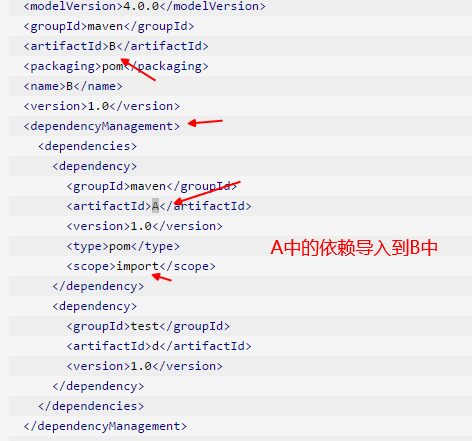 <modelVersion>4.0.0</modelVersion>
<groupId>maven</groupId>
<artifactId>B</artifactId>
<packaging>pom</packaging>
<name>B</name>
<version>1.0</version>
<dependencyManagement>
<dependencies>
<dependency>
<groupId>maven</groupId>
<artifactId>A</artifactId>
<version>1.0</version>
<type>pom</type>
A中的依赖导入到B中
<scope>import</scope>
</dependency>
<dependency>
<groupId>test</groupId>
<artifactId>d</artifactId>
<version>1.0</version>
</dependency>
</dependencies>
</dependencyManagement>